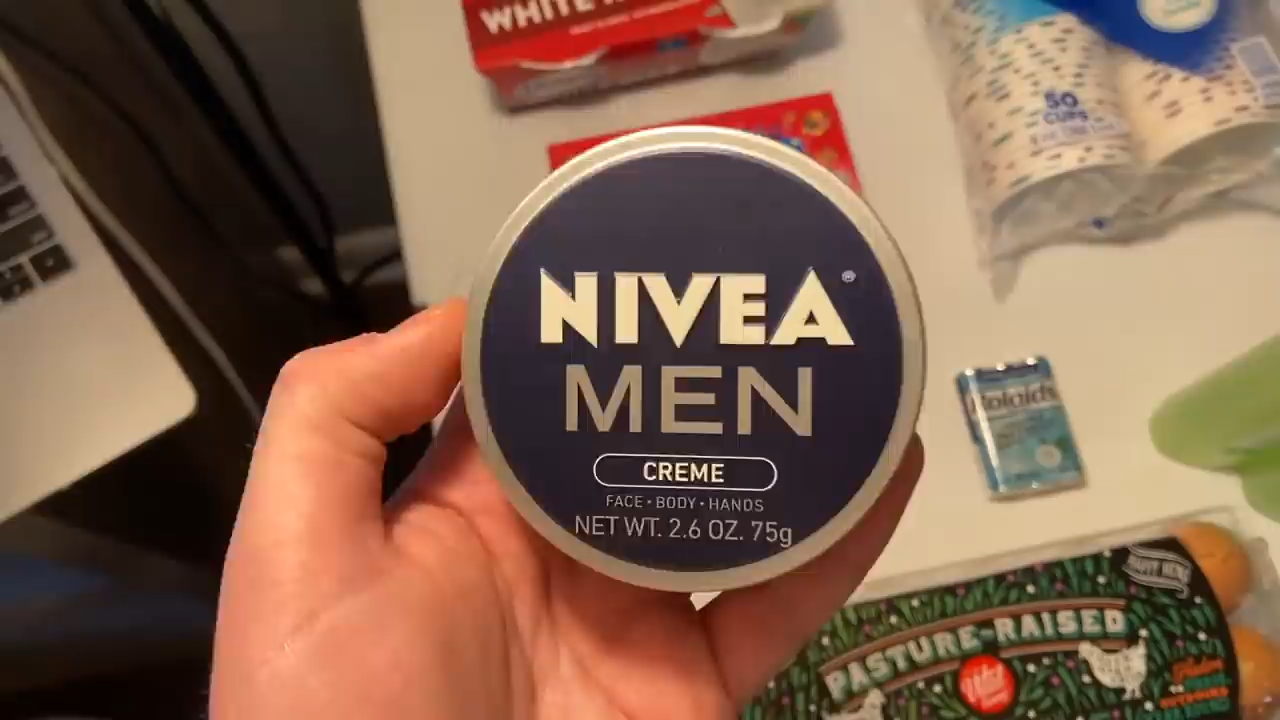 WHITE
50
CUPS
NIVEA®
MEN
CREME
FACE • BODY • HANDS
NET WT. 2.6 OZ. 75g
Rolaids
PASTURE-RAISED